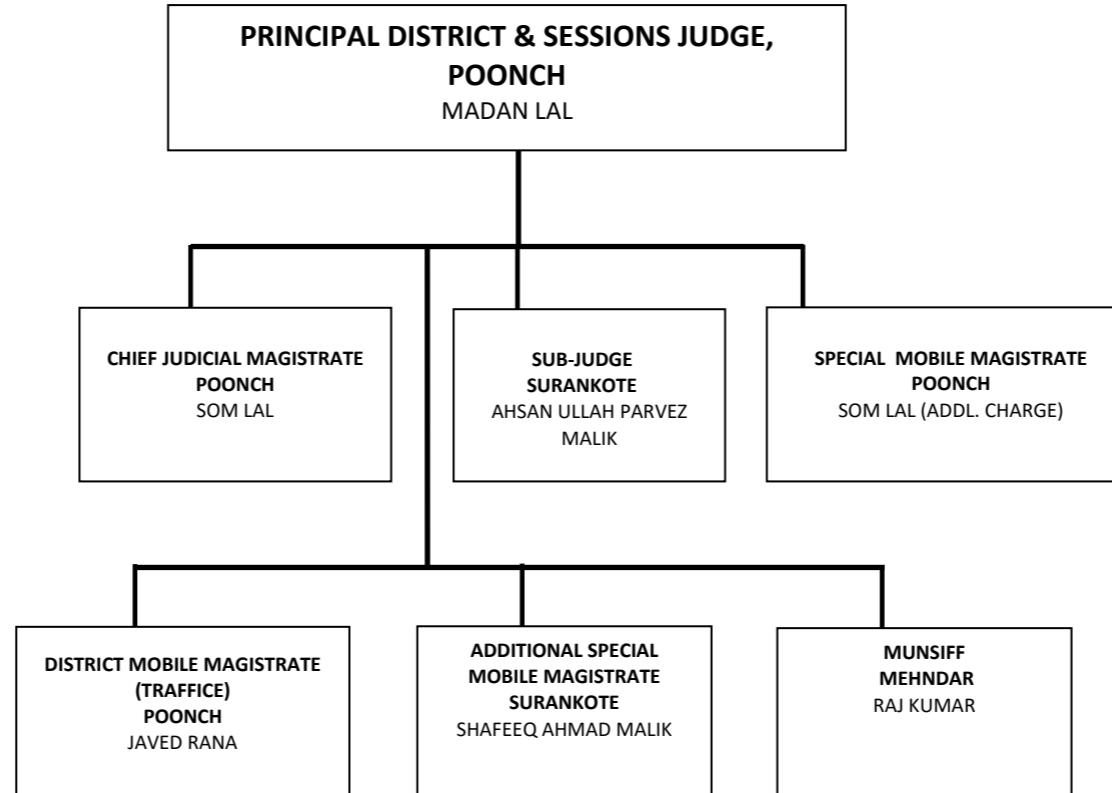 PRINCIPAL DISTRICT & SESSIONS JUDGE,
POONCH
MADAN LAL
CHIEF JUDICIAL MAGISTRATE
POONCH
SOM LAL
SUB-JUDGE
SURANKOTE
AHSAN ULLAH PARVEZ
MALIK
SPECIAL MOBILE MAGISTRATE
POONCH
SOM LAL (ADDL. CHARGE)
DISTRICT MOBILE MAGISTRATE
(TRAFFICE)
POONCH
JAVED RANA
ADDITIONAL SPECIAL
MOBILE MAGISTRATE
SURANKOTE
SHAFEEQ AHMAD MALIK
MUNSIFF
MEHNDAR
RAJ KUMAR